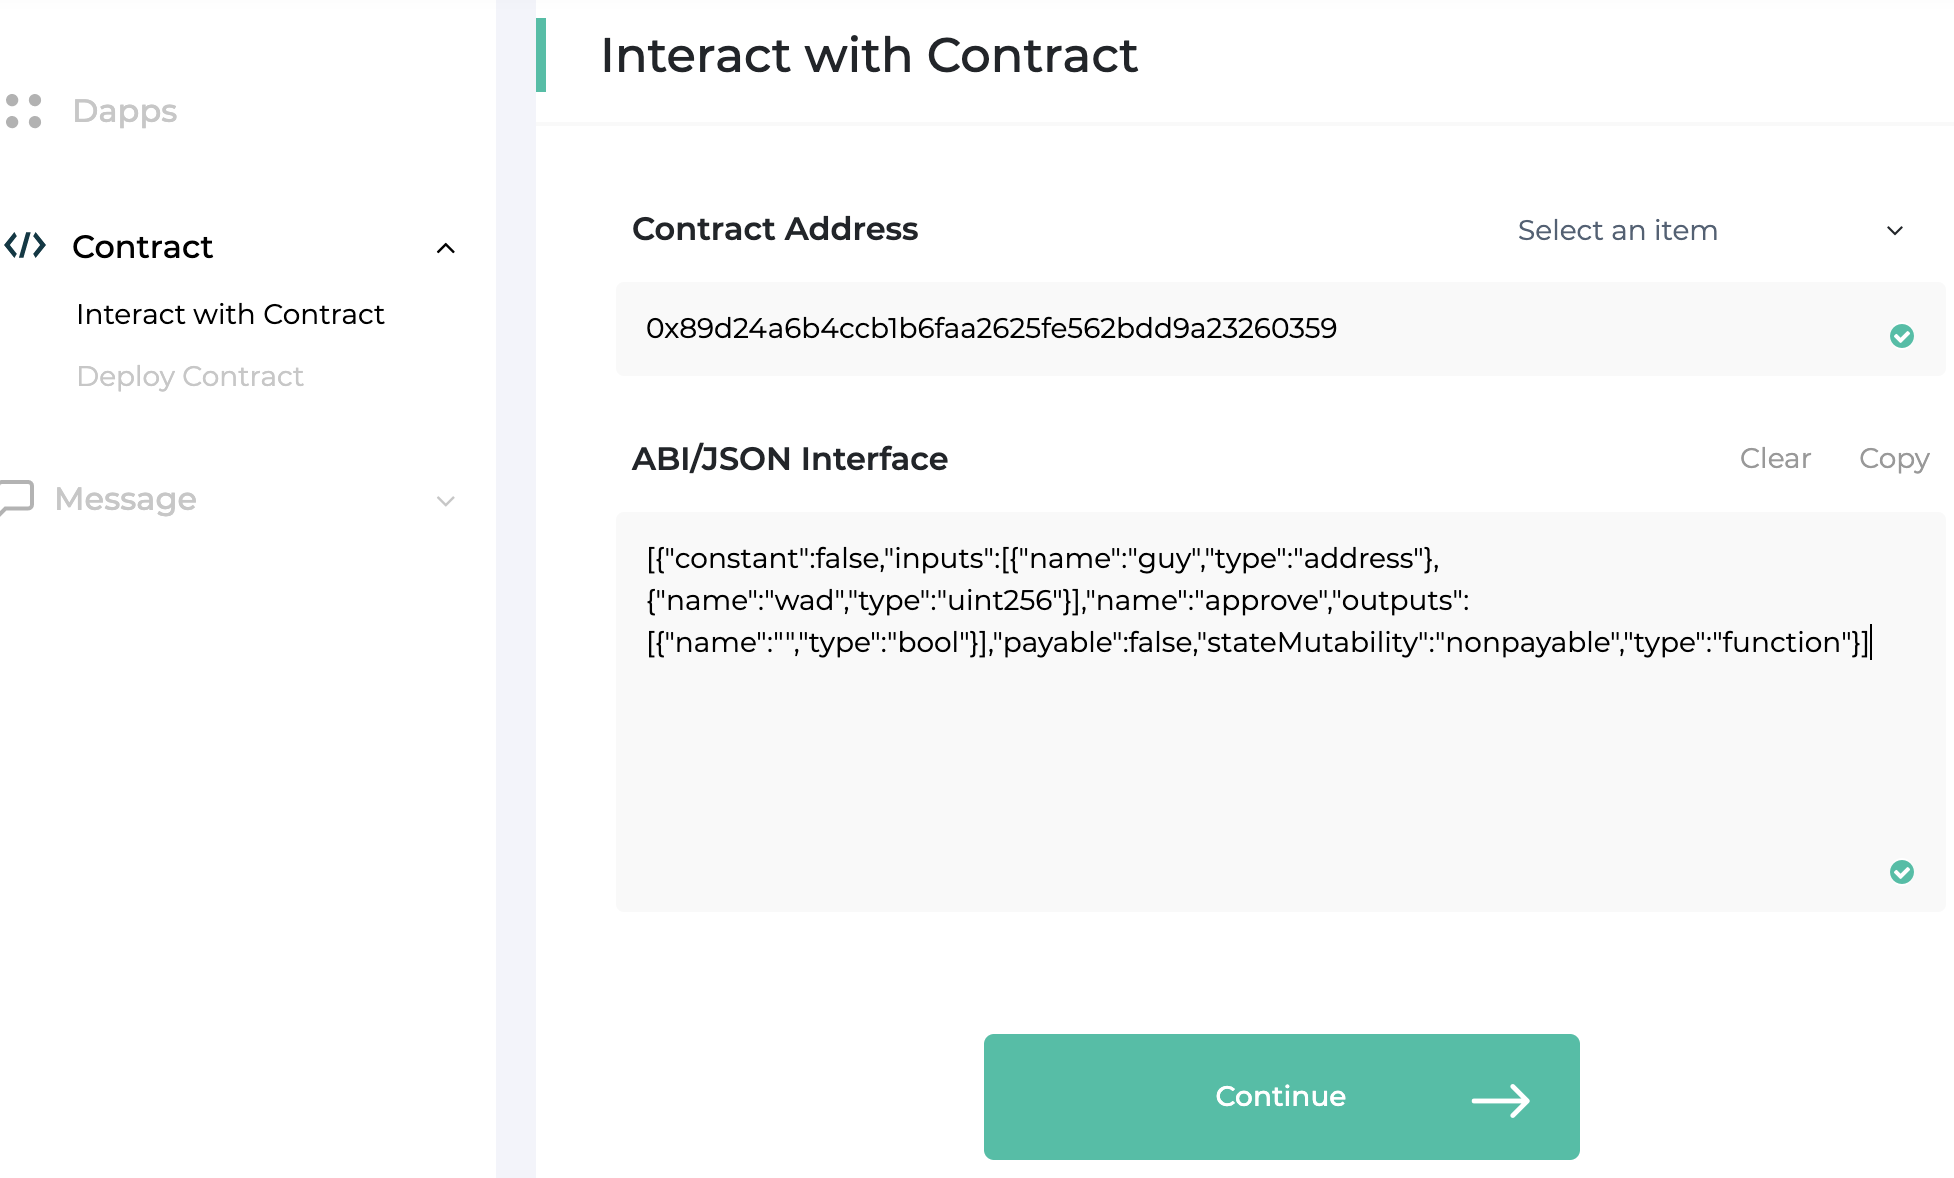 Dapps
Contract
Interact with Contract
Deploy Contract
Message
Interact with Contract
Contract Address
Select an item
0x89d24a6b4ccb1b6faa2625fe562bdd9a23260359
ABI/JSON Interface
Clear
Copy
[{"constant":false,"inputs":[{"name":"guy","type":"address"},
{"name":"wad","type":"uint256"}],"name":"approve","outputs":
[{"name":"","type":"bool"}],"payable":false,"stateMutability":"nonpayable","type":"function"}]
Continue